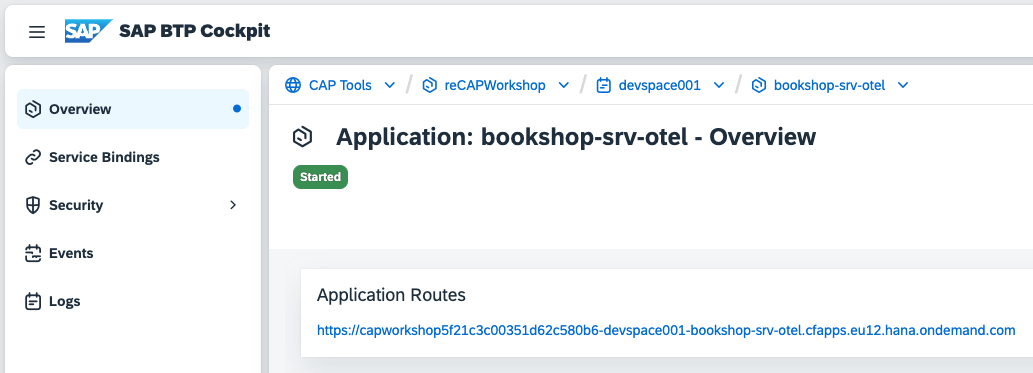 SAP SAP BTP Cockpit
Overview
Service Bindings
Security
Events
Logs
CAP Tools / reCAPWorkshop / devspace001 / bookshop-srv-otel
Application: bookshop-srv-otel - Overview
Started
Application Routes
https://capworkshop5f21c3c00351d62c580b6-devspace001-bookshop-srv-otel.cfapps.eu12.hana.ondemand.com